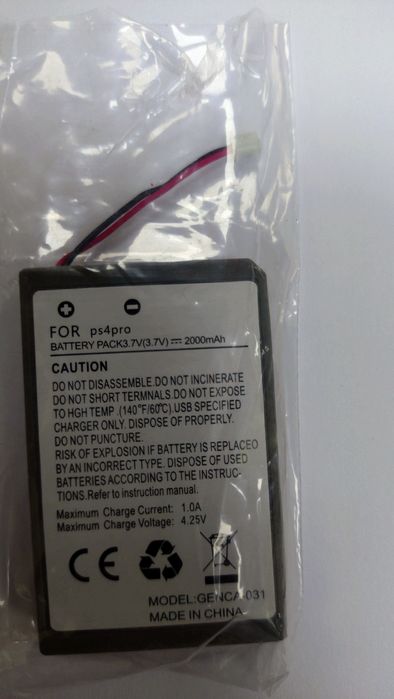 FOR ps4pro
BATTERY PACK3.7V(3.7V) ⎓ 2000mAh
CAUTION
DO NOT DISASSEMBLE.DO NOT INCINERATE
DO NOT SHORT TERMINALS.DO NOT EXPOSE
TO HGH TEMP .(140°F/60℃).USB SPECIFIED
CHARGER ONLY. DISPOSE OF PROPERLY.
DO NOT PUNCTURE.
RISK OF EXPLOSION IF BATTERY IS REPLACEO
BY AN INCORRECT TYPE. DISPOSE OF USED
BATTERIES ACCORDING TO THE INSTRUC-
TIONS.Refer to instruction manual.
Maximum Charge Current: 1.0A
Maximum Charge Voltage: 4.25V
CE
MODEL:GENCA-031
MADE IN CHINA